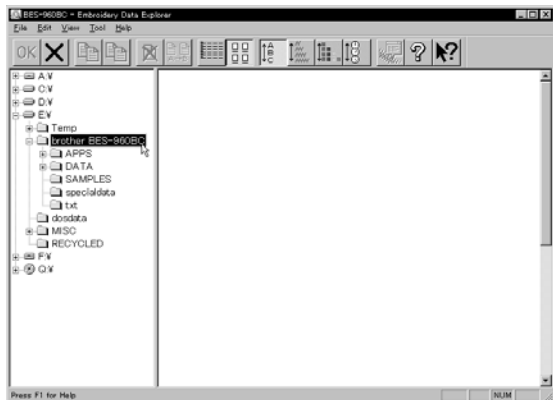 BES-960BC - Embroidery Data Explorer
File Edit View Tool Help
OK
A B C
A:¥
C:¥
D:¥
E:¥
Temp
brother BES-960BC
APPS
DATA
SAMPLES
specialdata
txt
dosdata
MISC
RECYCLED
F:¥
Q:¥
Press F1 for Help NUM